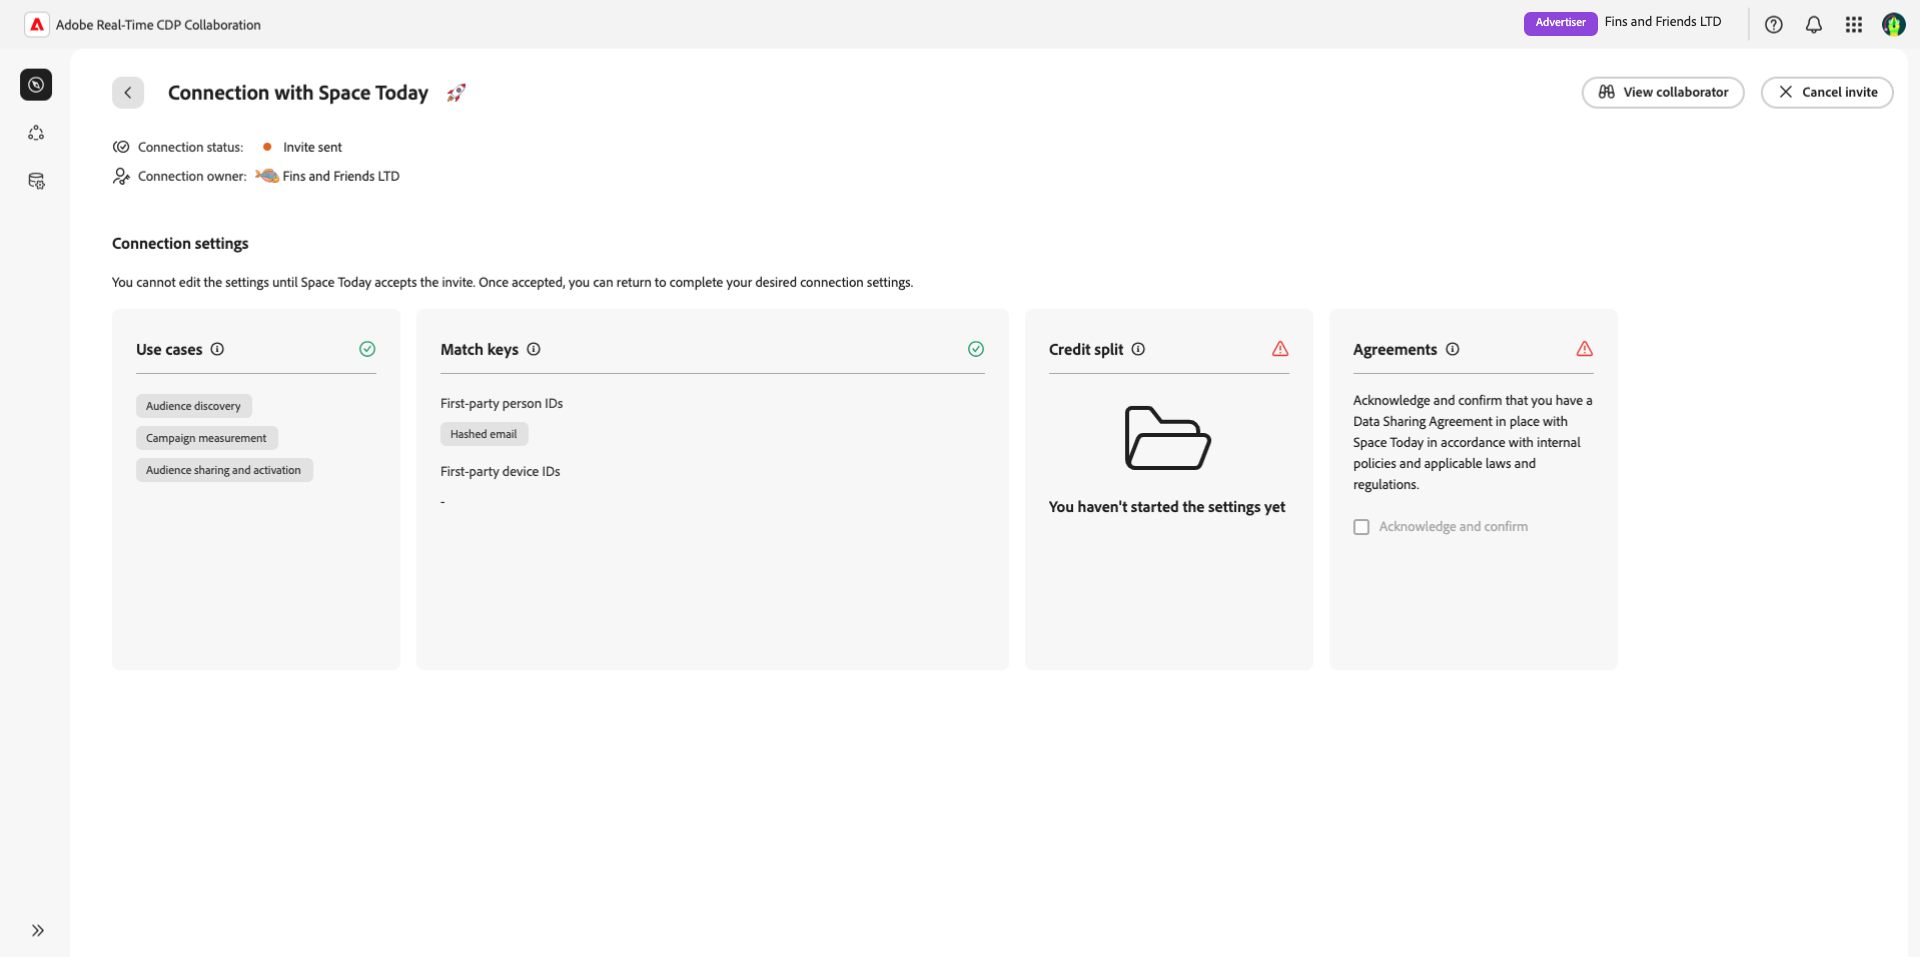 Adobe Real-Time CDP Collaboration
Advertiser
Fins and Friends LTD
Connection with Space Today
View collaborator
Cancel invite
Connection status:
Invite sent
Connection owner:
Fins and Friends LTD
Connection settings
You cannot edit the settings until Space Today accepts the invite. Once accepted, you can return to complete your desired connection settings.
Use cases
Audience discovery
Campaign measurement
Audience sharing and activation
Match keys
First-party person IDs
Hashed email
First-party device IDs
-
Credit split
You haven't started the settings yet
Agreements
Acknowledge and confirm that you have a
Data Sharing Agreement in place with
Space Today in accordance with internal
policies and applicable laws and
regulations.
Acknowledge and confirm